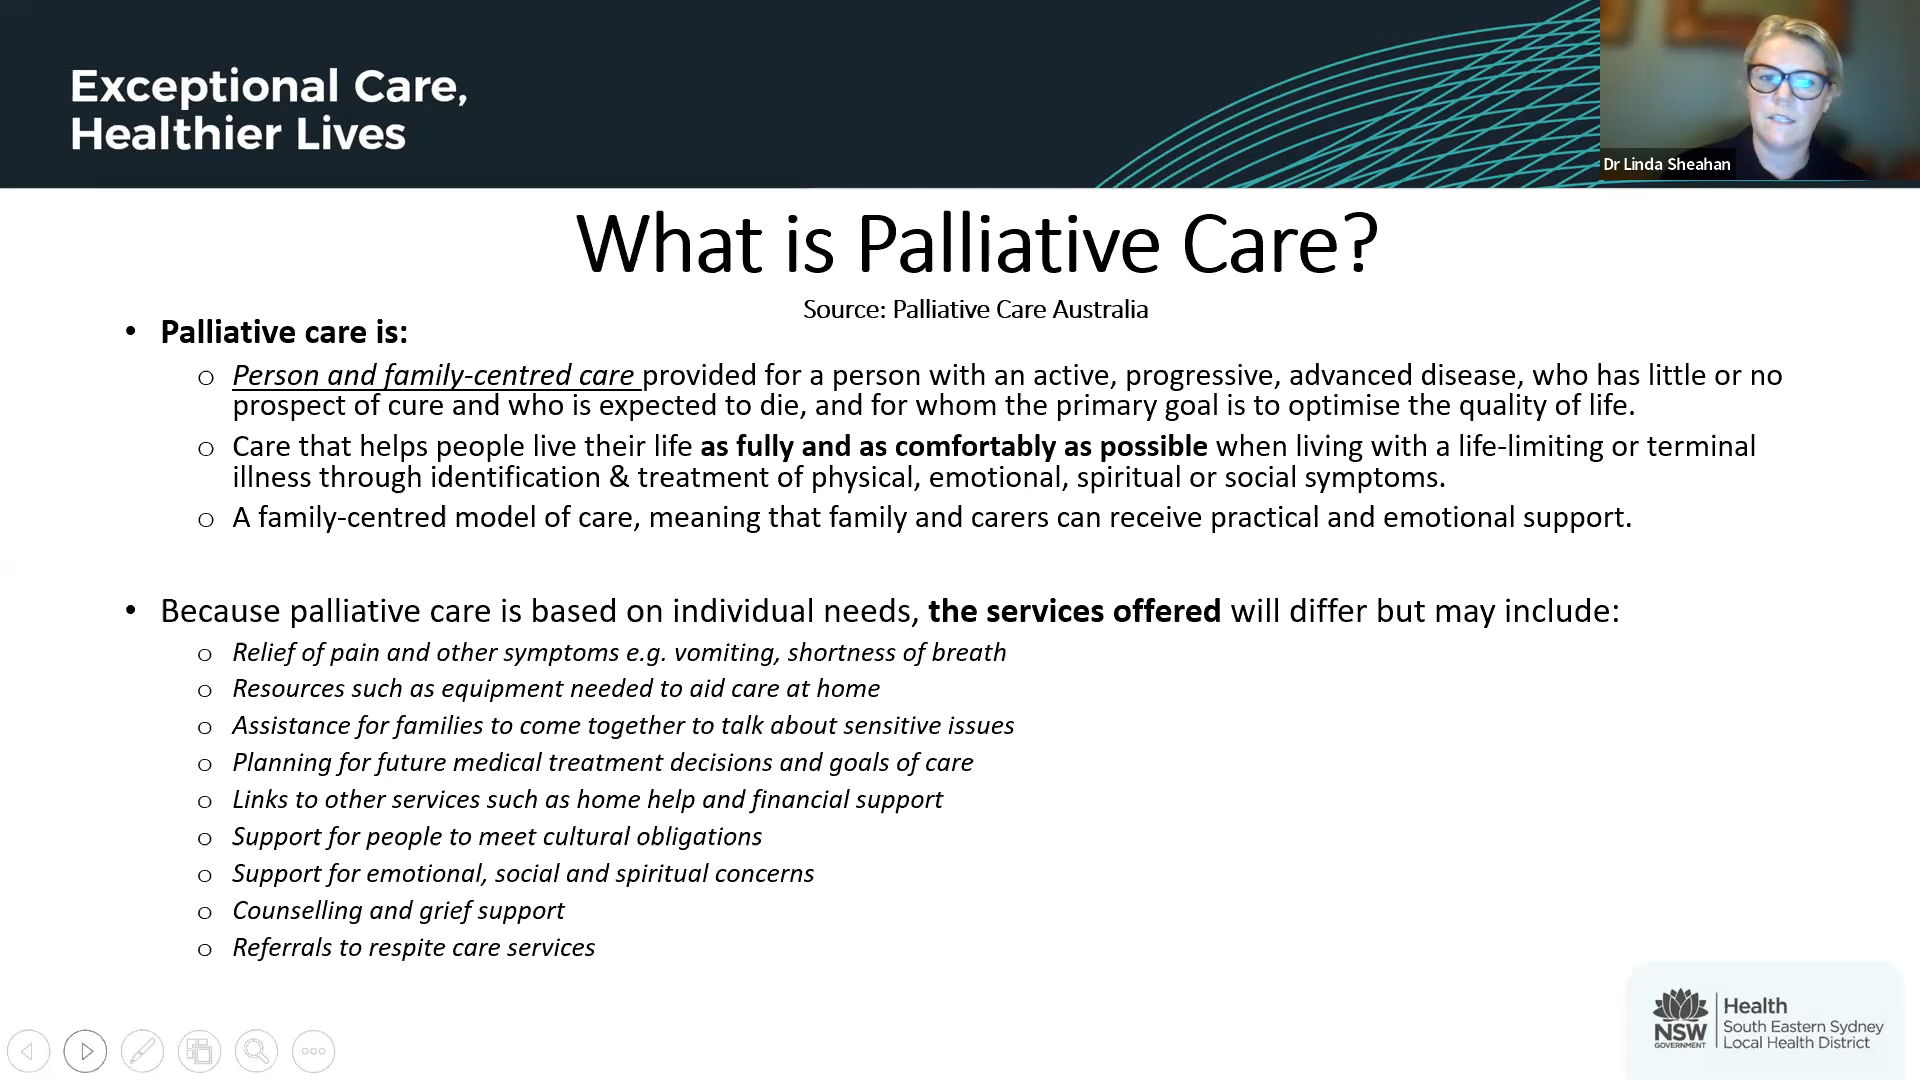 Exceptional Care,
Healthier Lives
Dr Linda Sheahan
What is Palliative Care?
Source: Palliative Care Australia
• Palliative care is:
o Person and family-centred care provided for a person with an active, progressive, advanced disease, who has little or no
prospect of cure and who is expected to die, and for whom the primary goal is to optimise the quality of life.
o Care that helps people live their life as fully and as comfortably as possible when living with a life-limiting or terminal
illness through identification & treatment of physical, emotional, spiritual or social symptoms.
o A family-centred model of care, meaning that family and carers can receive practical and emotional support.
• Because palliative care is based on individual needs, the services offered will differ but may include:
o Relief of pain and other symptoms e.g. vomiting, shortness of breath
o Resources such as equipment needed to aid care at home
o Assistance for families to come together to talk about sensitive issues
o Planning for future medical treatment decisions and goals of care
o Links to other services such as home help and financial support
o Support for people to meet cultural obligations
o Support for emotional, social and spiritual concerns
o Counselling and grief support
o Referrals to respite care services
NSW
GOVERNMENT
Health
South Eastern Sydney
Local Health District